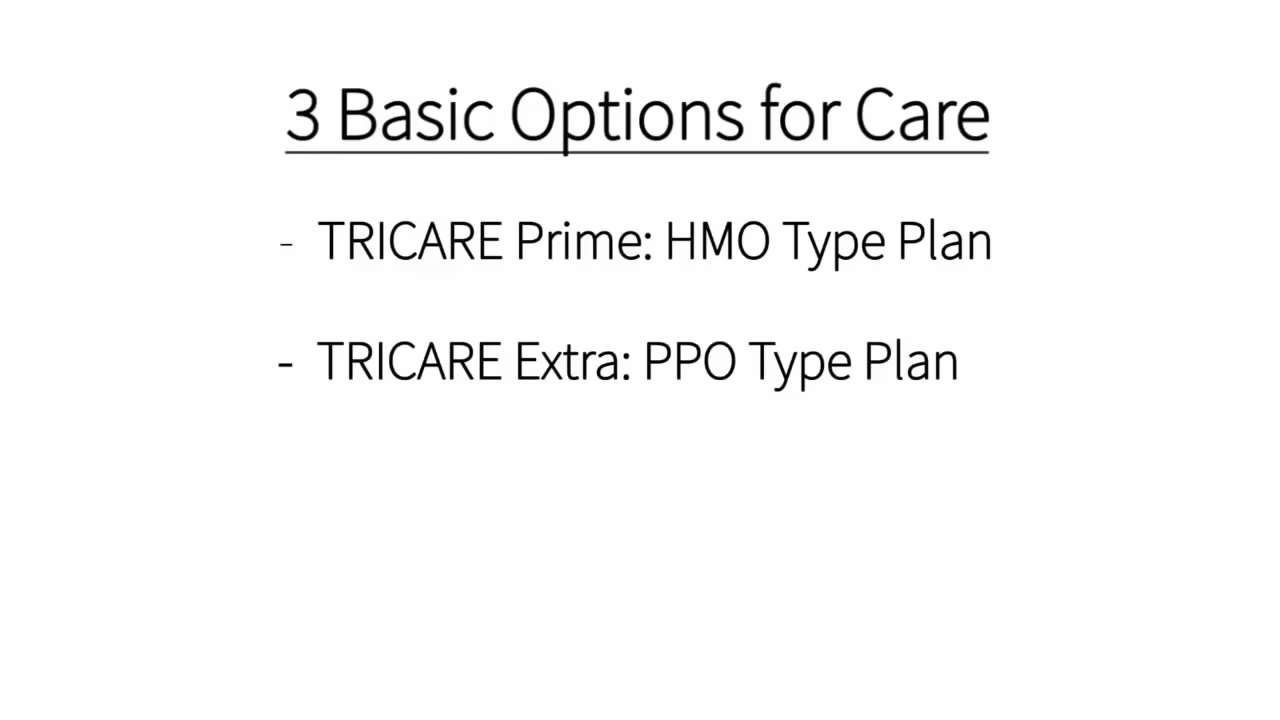 3 Basic Options for Care
- TRICARE Prime: HMO Type Plan
- TRICARE Extra: PPO Type Plan